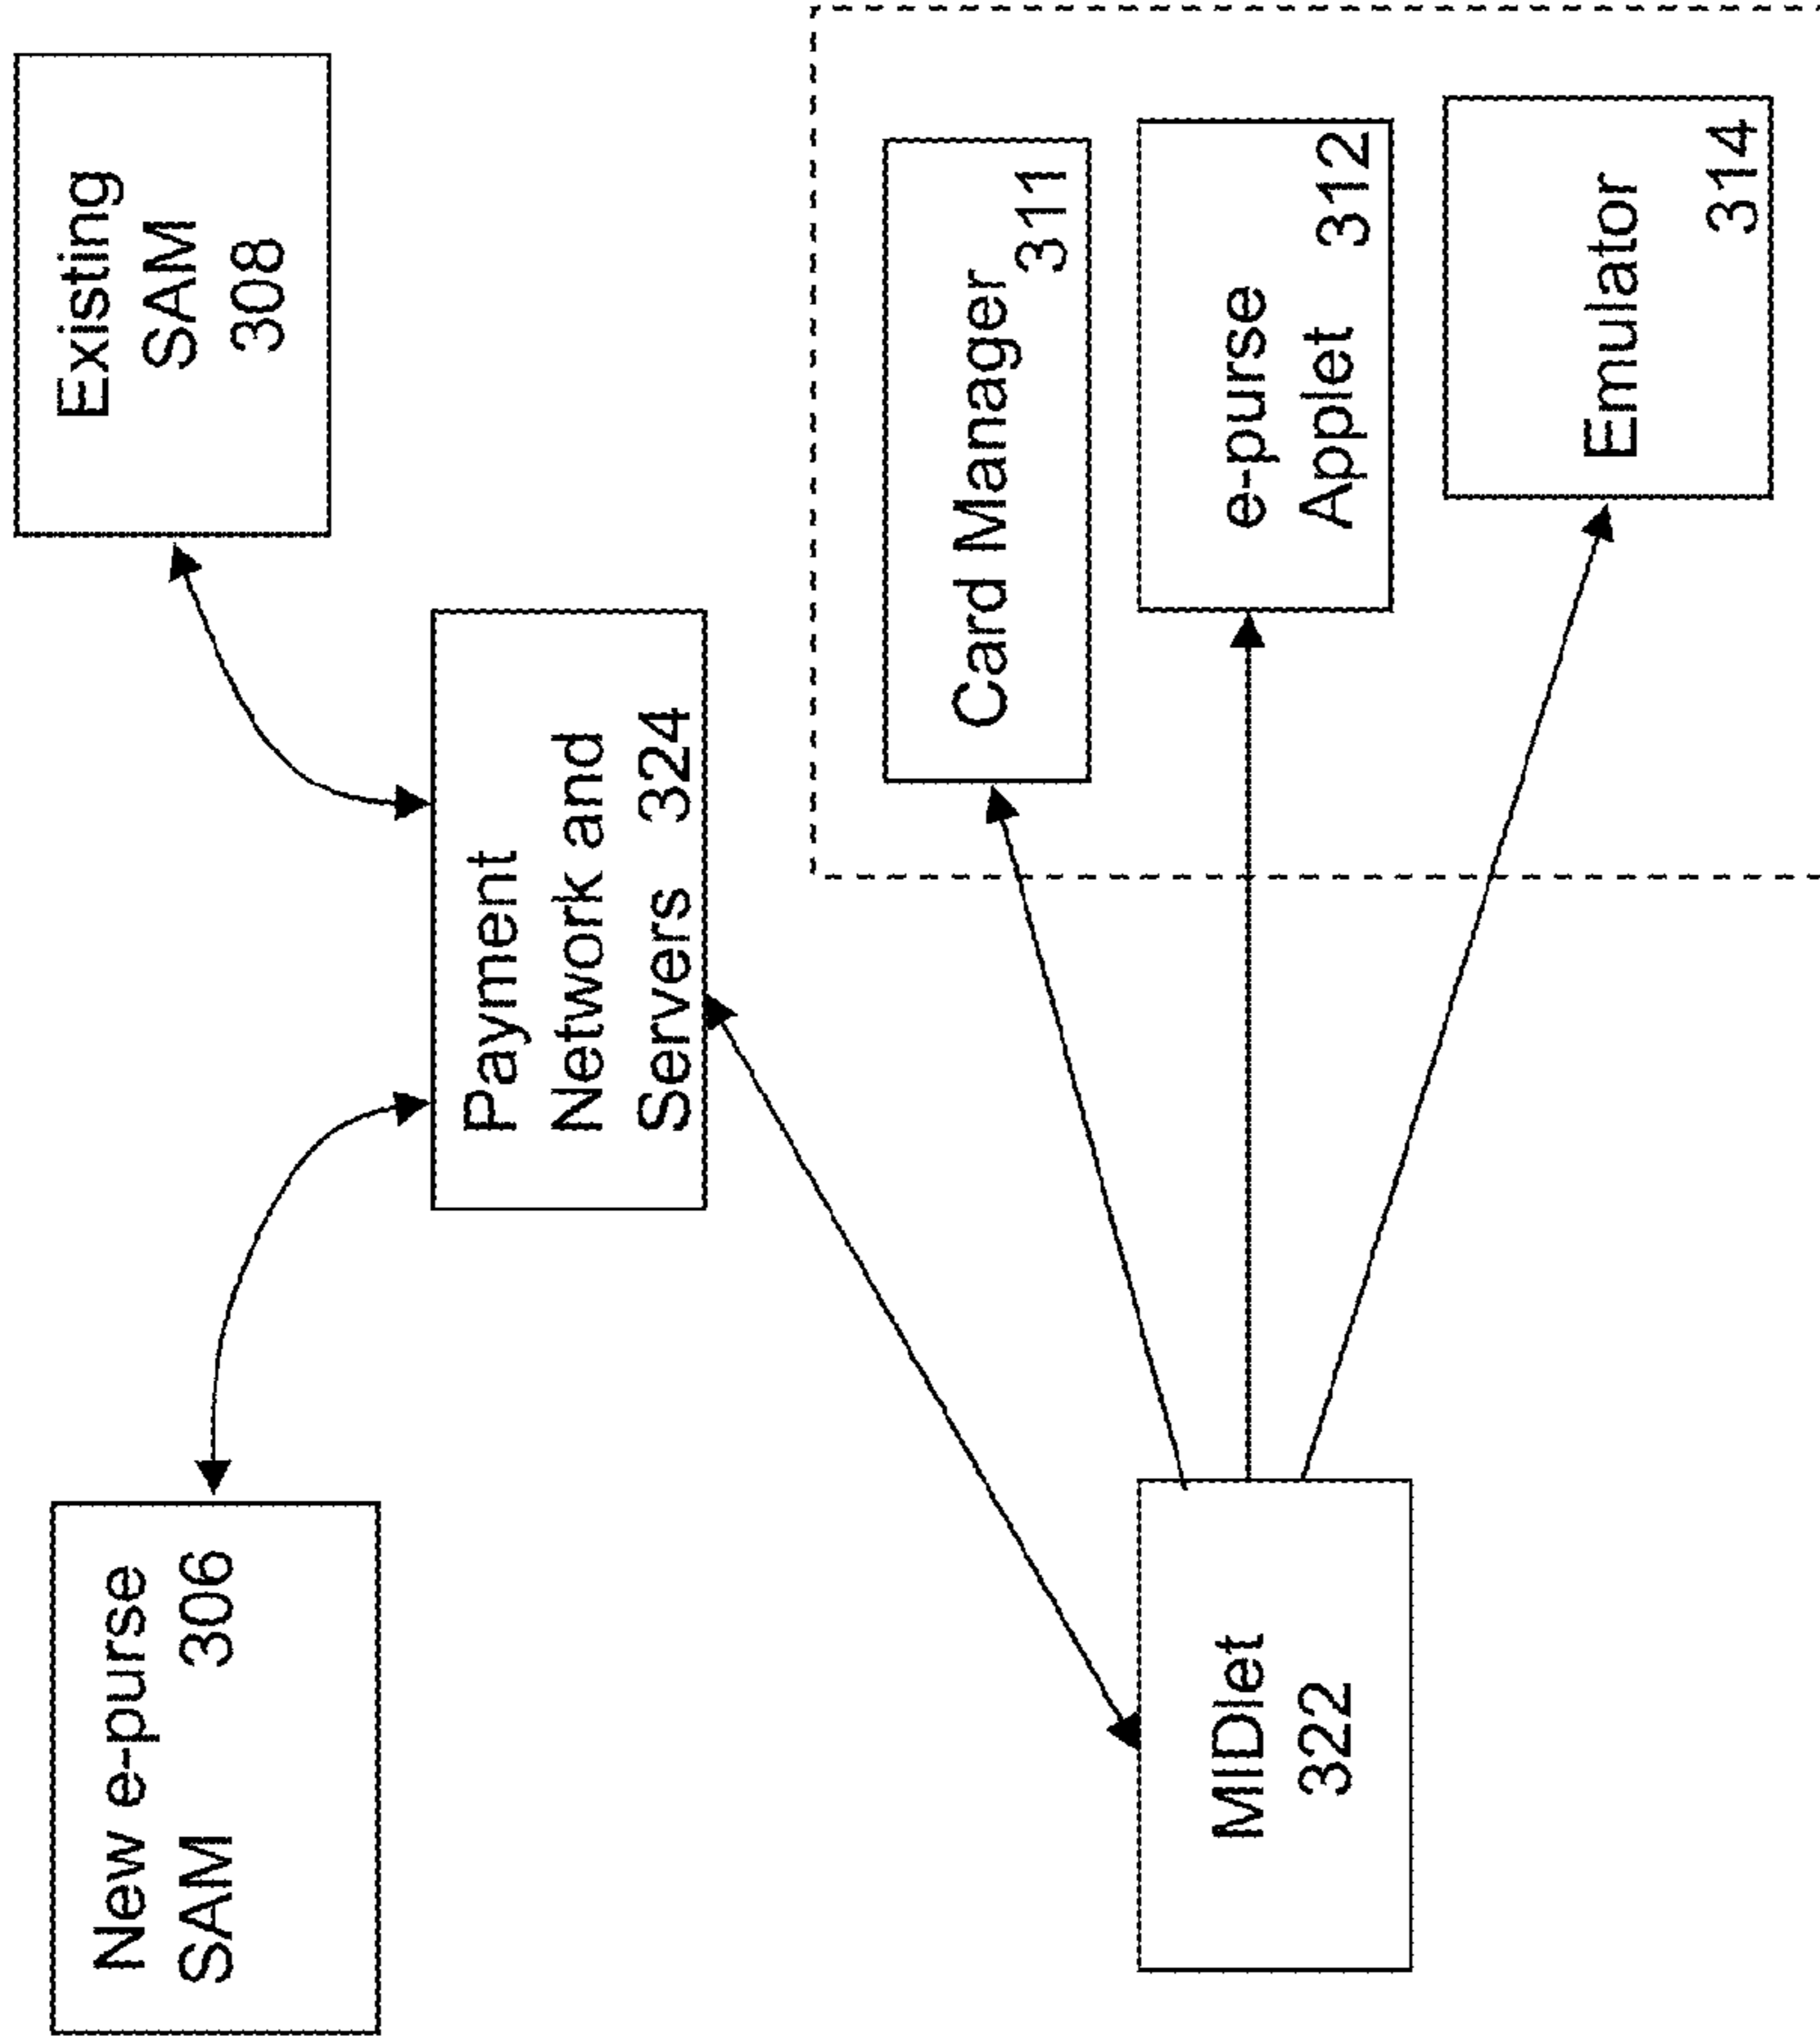 New e-purse
SAM 306
Existing
SAM
308
Payment
Network and
Servers 324
MIDlet
322
Card Manager
311
e-purse
Applet 312
Emulator
314